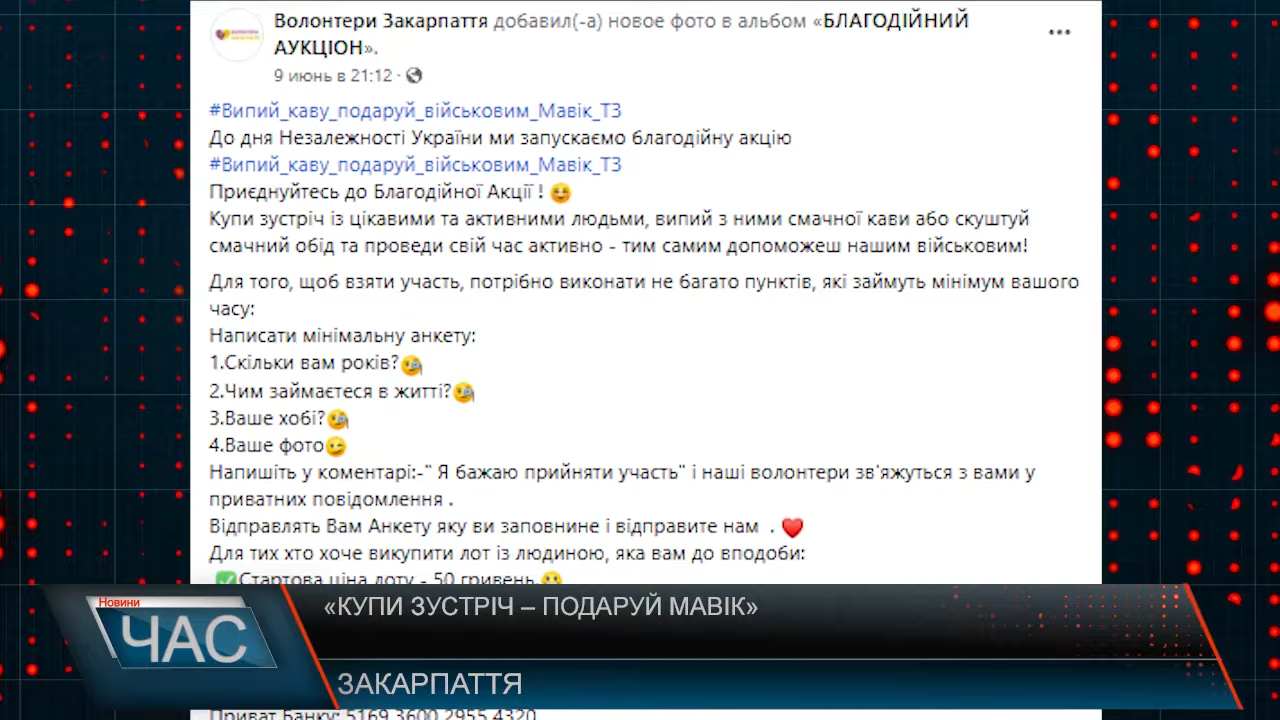 Волонтери Закарпаття добавил(-а) новое фото в альбом «БЛАГОДІЙНИЙ
АУКЦІОН».
9 июнь в 21:12 ·
#Випий_каву_подаруй_військовим_Мавік_ТЗ
До дня Незалежності України ми запускаємо благодійну акцію
#Випий_каву_подаруй_військовим_Мавік_ТЗ
Приєднуйтесь до Благодійної Акції ! 😊
Купи зустріч із цікавими та активними людьми, випий з ними смачної кави або скуштуй
смачний обід та проведи свій час активно - тим самим допоможеш нашим військовим!
Для того, щоб взяти участь, потрібно виконати не багато пунктів, які займуть мінімум вашого
часу:
Написати мінімальну анкету:
1.Скільки вам років?🧐
2.Чим займаєтеся в житті?🧐
3.Ваше хобі?🧐
4.Ваше фото😉
Напишіть у коментарі:-" Я бажаю прийняти участь" і наші волонтери зв'яжуться з вами у
приватних повідомлення .
Відправлять Вам Анкету яку ви заповнине і відправите нам . ❤️
Для тих хто хоче викупити лот із людиною, яка вам до вподоби:
✅Стартова ціна лоту - 50 гривень
Новини
ЧАС
«КУПИ ЗУСТРІЧ – ПОДАРУЙ МАВІК»
ЗАКАРПАТТЯ
Приват Банку: 5169 3600 2955 4320